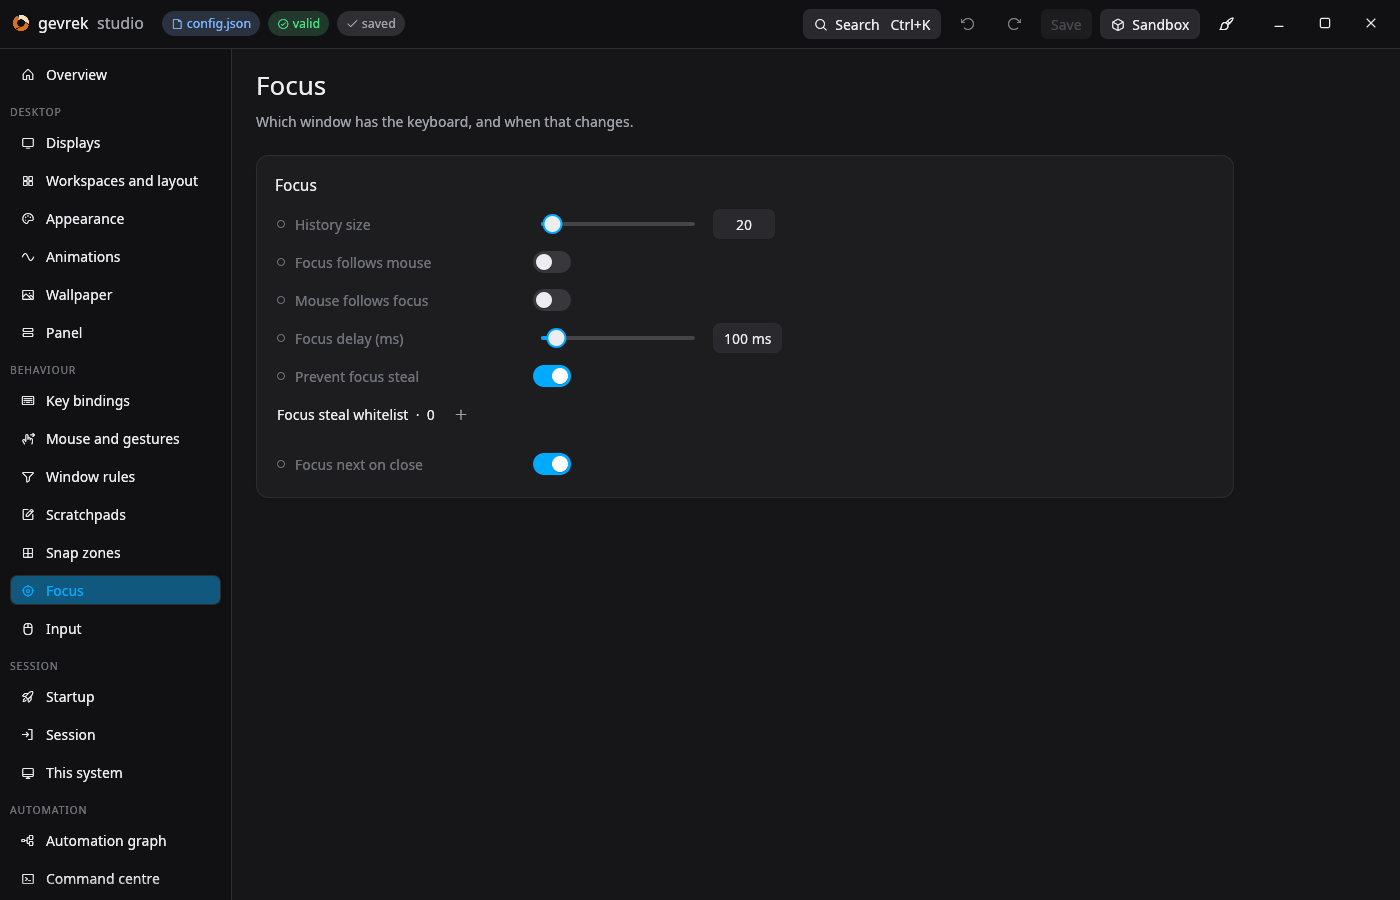 gevrek studio config.json valid saved Search Ctrl+K Save Sandbox
Overview
DESKTOP
Displays
Workspaces and layout
Appearance
Animations
Wallpaper
Panel
BEHAVIOUR
Key bindings
Mouse and gestures
Window rules
Scratchpads
Snap zones
Focus
Input
SESSION
Startup
Session
This system
AUTOMATION
Automation graph
Command centre
Focus
Which window has the keyboard, and when that changes.
Focus
History size 20
Focus follows mouse
Mouse follows focus
Focus delay (ms) 100 ms
Prevent focus steal
Focus steal whitelist · 0
Focus next on close